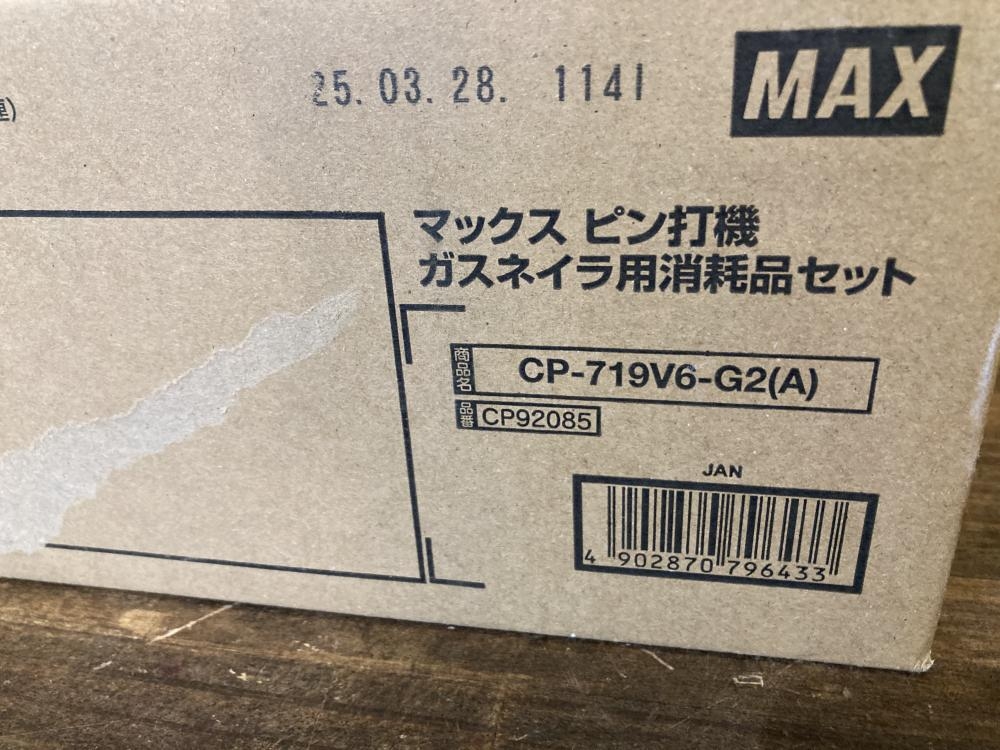 25.03.28. 1141
MAX
マックス ピン打機
ガスネイラ用消耗品セット
商品名 CP-719V6-G2(A)
品番 CP92085
JAN
4 902870 796433